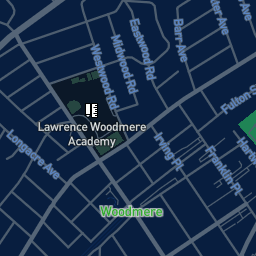 Eastwood Rd
Midwood Rd
Westwood Rd
Barr Ave
Ave
Fulton
Lawrence Woodmere
Academy
Longacre Ave
Irving Pl
Franklin Pl
Woodmere